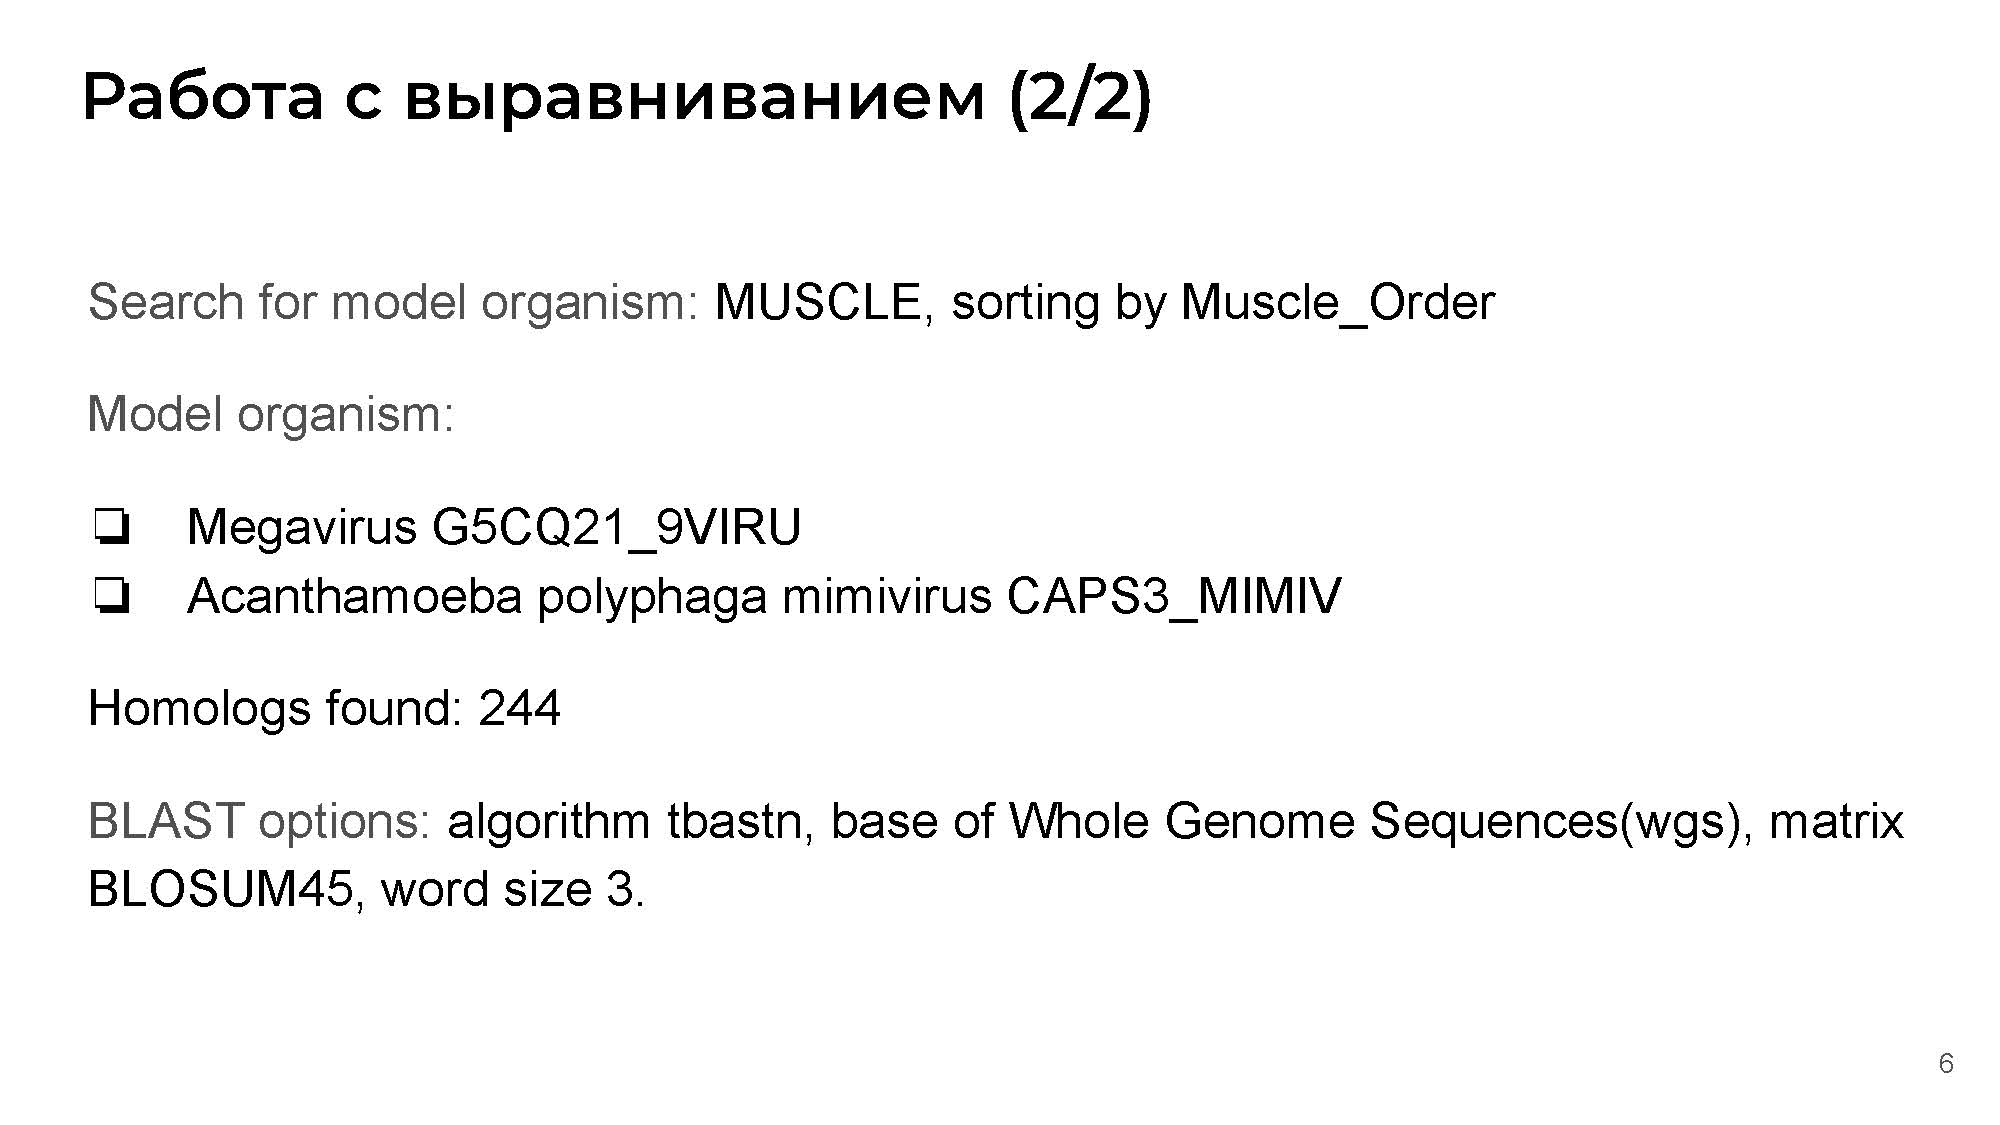 Работа с выравниванием (2/2)
Search for model organism: MUSCLE, sorting by Muscle_Order
Model organism:
❏ Megavirus G5CQ21_9VIRU
❏ Acanthamoeba polyphaga mimivirus CAPS3_MIMIV
Homologs found: 244
BLAST options: algorithm tbastn, base of Whole Genome Sequences(wgs), matrix
BLOSUM45, word size 3.
6